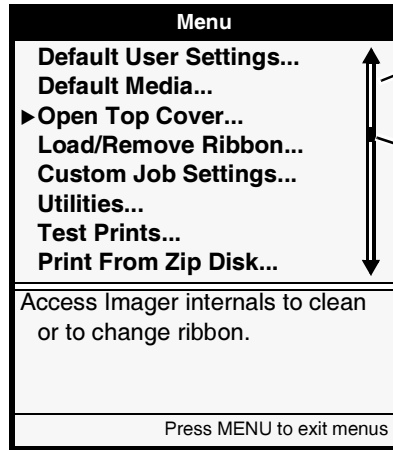 Menu
Default User Settings...
Default Media...
▶Open Top Cover...
Load/Remove Ribbon...
Custom Job Settings...
Utilities...
Test Prints...
Print From Zip Disk...
Access Imager internals to clean
or to change ribbon.
Press MENU to exit menus